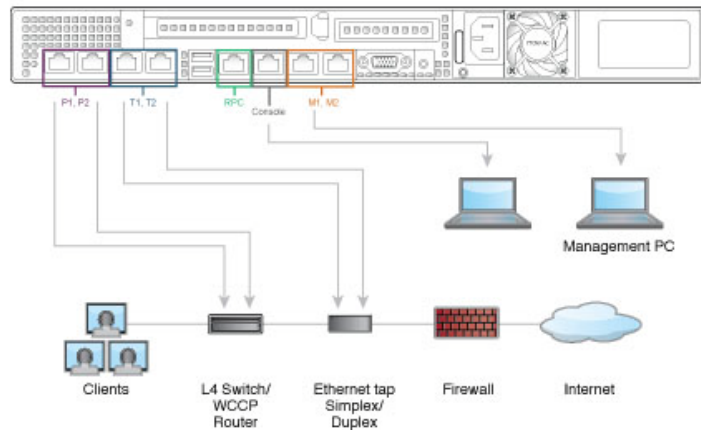 P1, P2
T1, T2
RPC
Console
M1, M2
Management PC
Clients
L4 Switch/
WCCP
Router
Ethernet tap
Simplex/
Duplex
Firewall
Internet